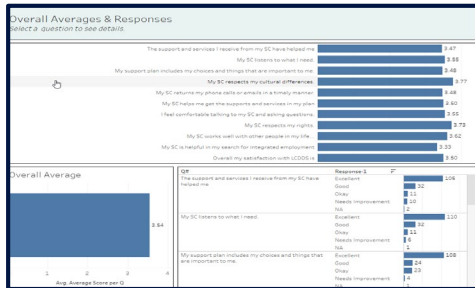 Overall Averages & Responses
Select a question to see details.
The support and services I receive from my SC have helped me 3.47
My SC listens to what I need. 3.55
My support plan includes my choices and things that are important to me. 3.48
My SC respects my cultural differences 3.77
My SC returns my phone calls or emails in a timely manner 3.48
My SC helps me get the supports and services in my plan 3.50
I feel comfortable talking to my SC and asking questions. 3.55
My SC respects my rights. 3.73
My SC works well with other people in my life ... 3.62
My SC is helpful in my search for integrated employment 3.33
Overall my satisfaction with LCDDS is 3.50
Overall Average
3.54
1 2 3 4
Avg. Average Score per Q
Q# Response 1
The support and services I receive from my SC have helped me. Excellent 106
Good 32
Okay 11
Needs Improvement 10
NA 2
My SC listens to what I need. Excellent 110
Good 32
Okay 11
Needs Improvement 6
NA 1
My support plan includes my choices and things that are important to me. Excellent 108
Good 24
Okay 23
Needs Improvement 4
NA 1